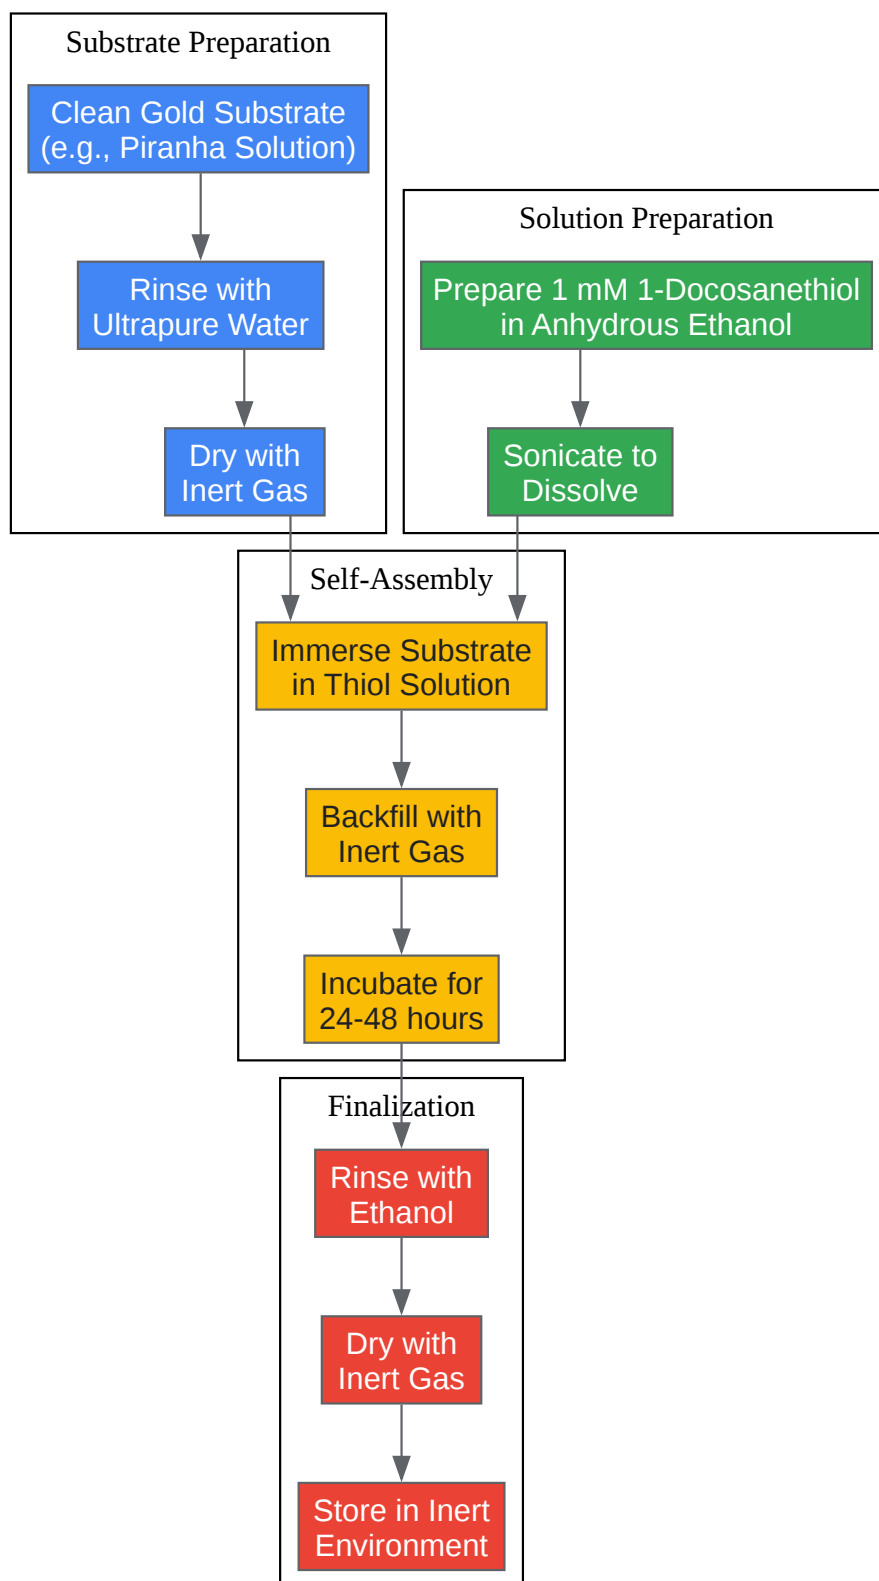 Substrate Preparation
Clean Gold Substrate
(e.g., Piranha Solution)
Rinse with
Ultrapure Water
Dry with
Inert Gas
Solution Preparation
Prepare 1 mM 1-Docosanethiol
in Anhydrous Ethanol
Sonicate to
Dissolve
Self-Assembly
Immerse Substrate
in Thiol Solution
Backfill with
Inert Gas
Incubate for
24-48 hours
Finalization
Rinse with
Ethanol
Dry with
Inert Gas
Store in Inert
Environment